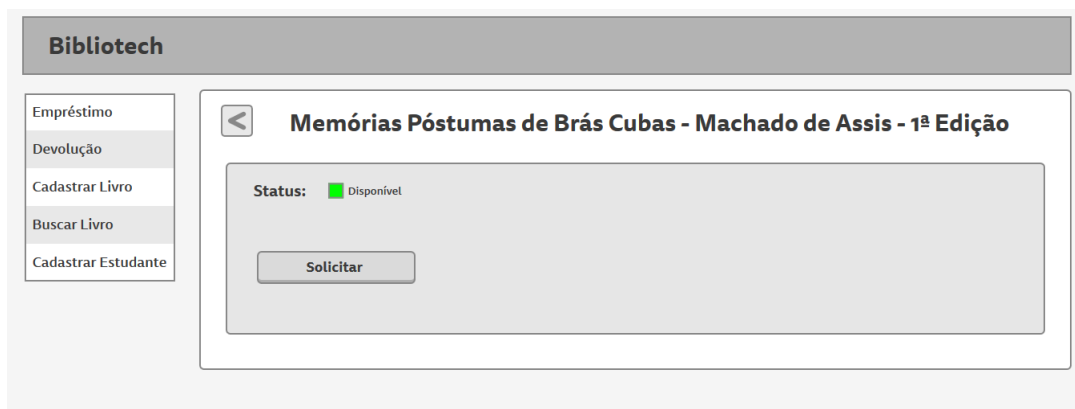 Bibliotech
Empréstimo
Devolução
Cadastrar Livro
Buscar Livro
Cadastrar Estudante
<
Memórias Póstumas de Brás Cubas - Machado de Assis - 1ª Edição
Status: Disponível
Solicitar